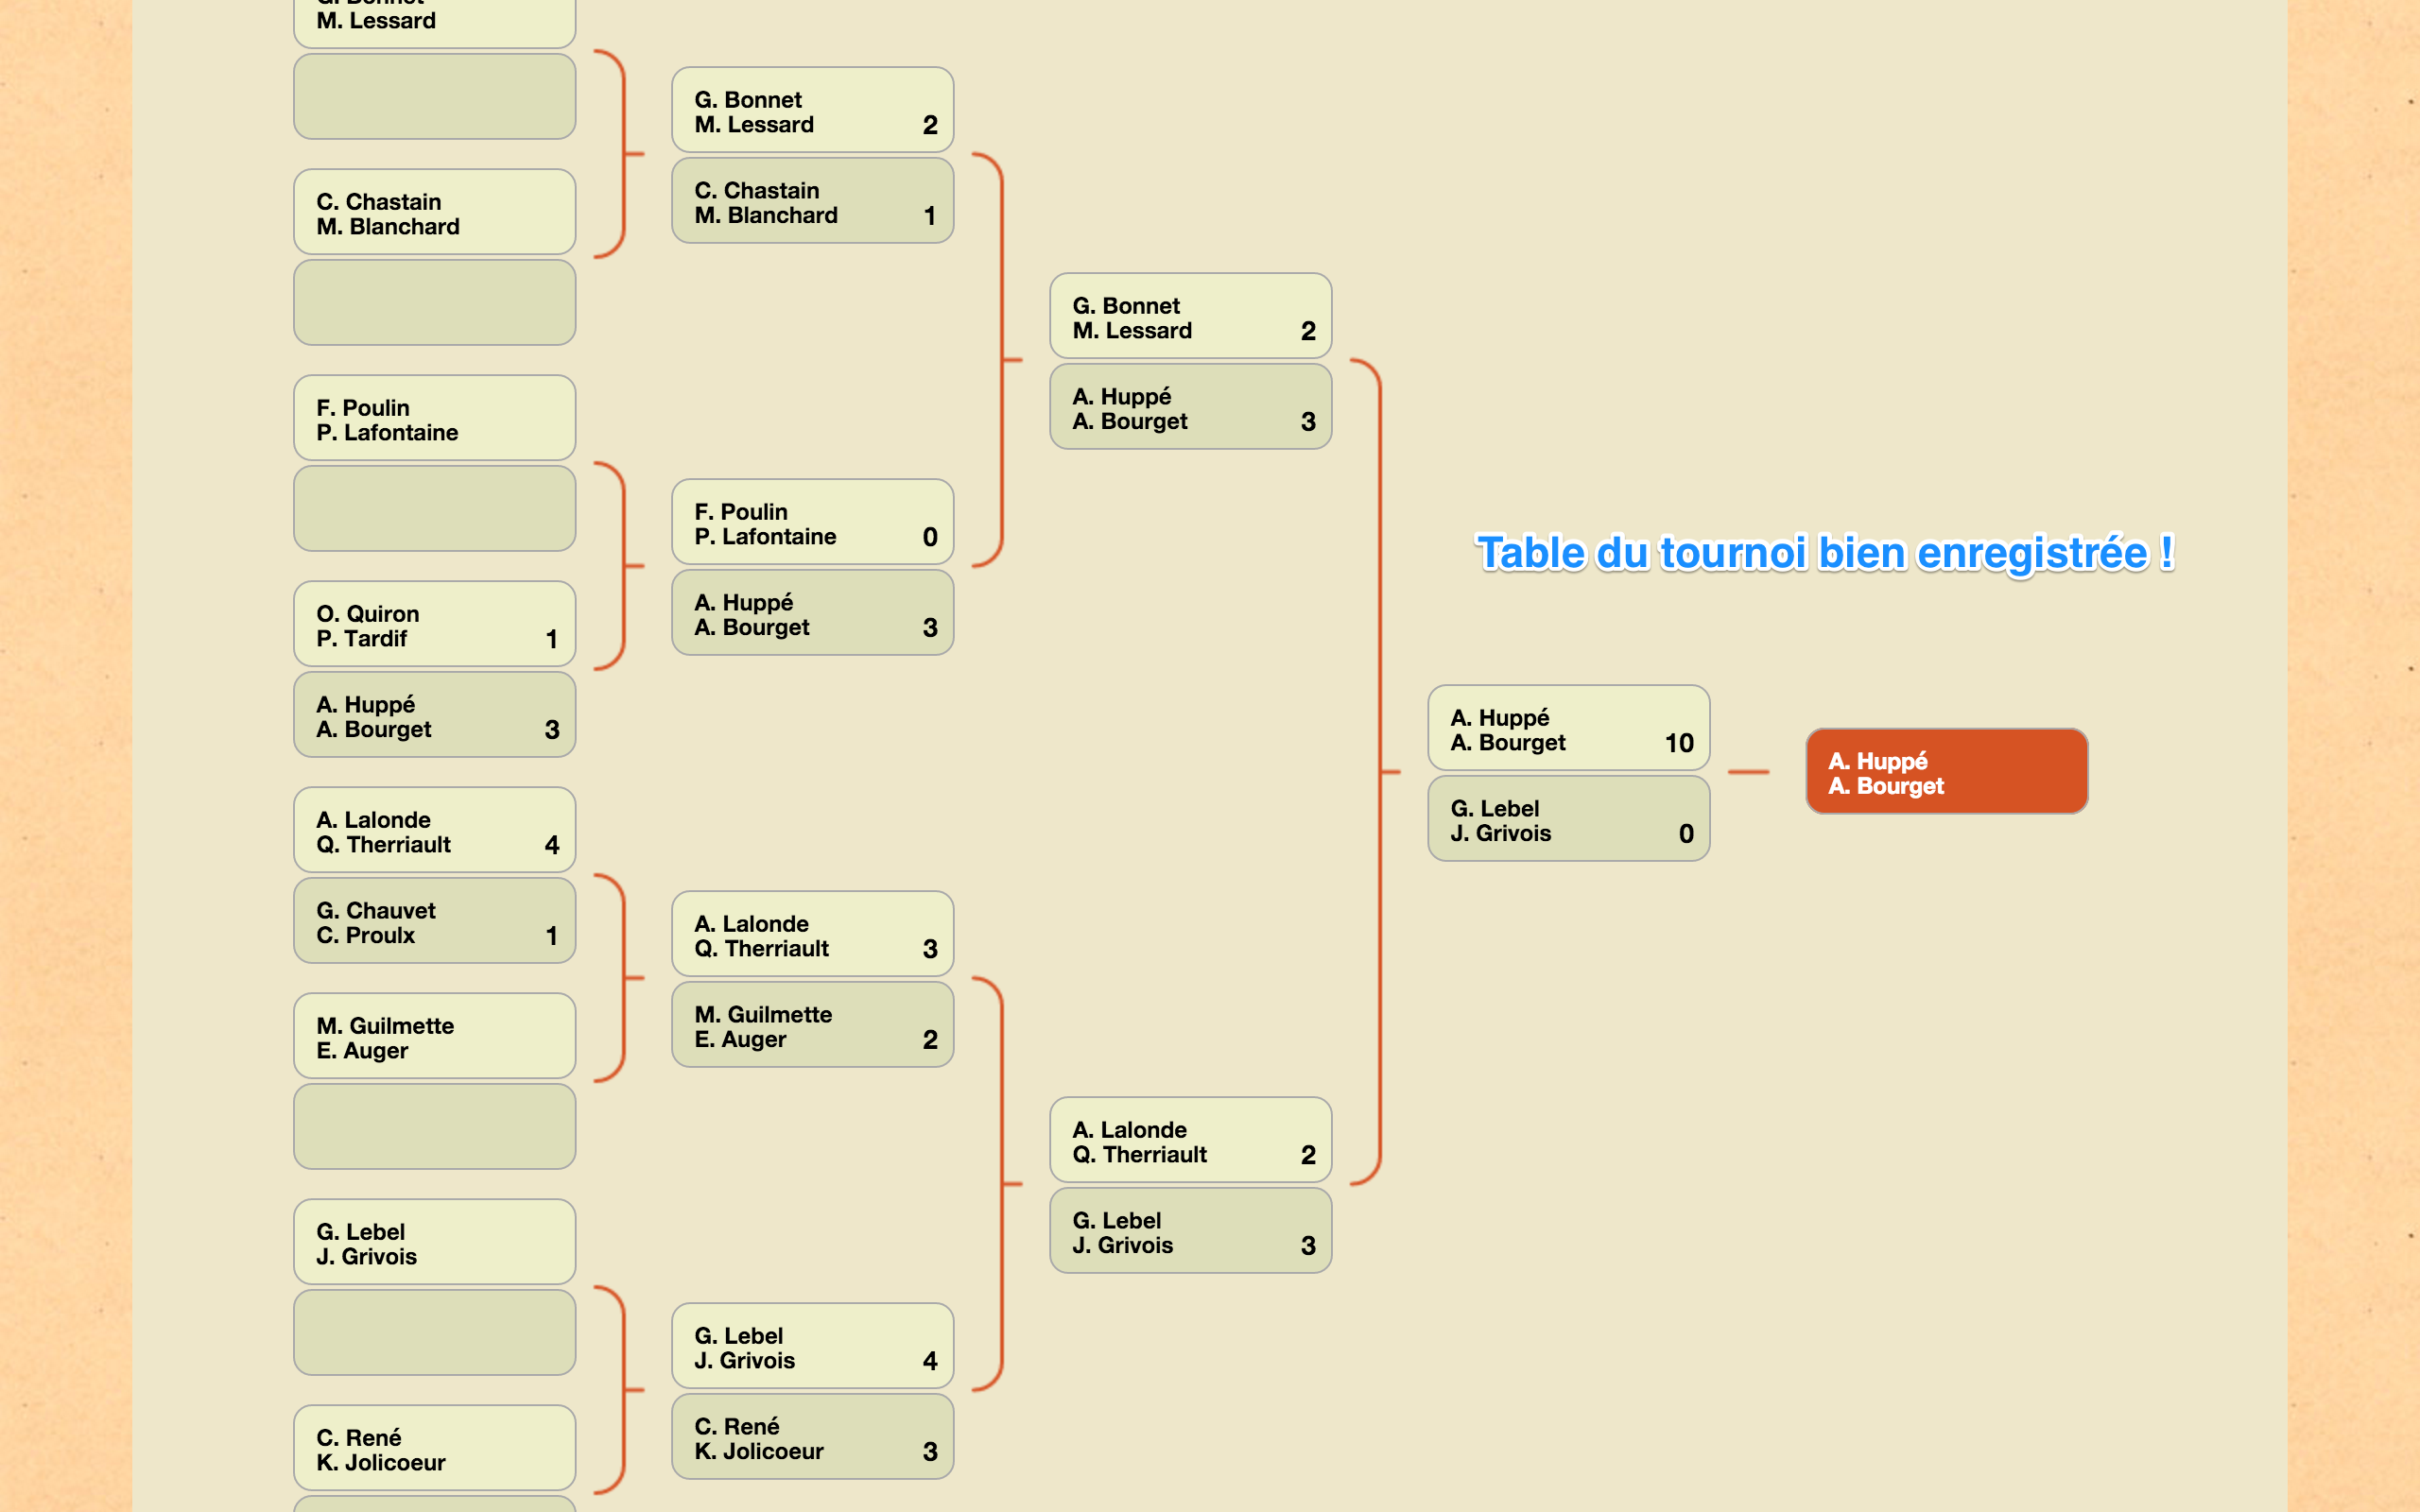 M. Lessard
C. Chastain
M. Blanchard
F. Poulin
P. Lafontaine
O. Quiron
P. Tardif 1
A. Huppé
A. Bourget 3
A. Lalonde
Q. Therriault 4
G. Chauvet
C. Proulx 1
M. Guilmette
E. Auger
G. Lebel
J. Grivois
C. René
K. Jolicoeur
G. Bonnet
M. Lessard 2
C. Chastain
M. Blanchard 1
F. Poulin
P. Lafontaine 0
A. Huppé
A. Bourget 3
A. Lalonde
Q. Therriault 3
M. Guilmette
E. Auger 2
G. Lebel
J. Grivois 4
C. René
K. Jolicoeur 3
G. Bonnet
M. Lessard 2
A. Huppé
A. Bourget 3
A. Lalonde
Q. Therriault 2
G. Lebel
J. Grivois 3
Table du tournoi bien enregistrée !
A. Huppé
A. Bourget 10
G. Lebel
J. Grivois 0
A. Huppé
A. Bourget